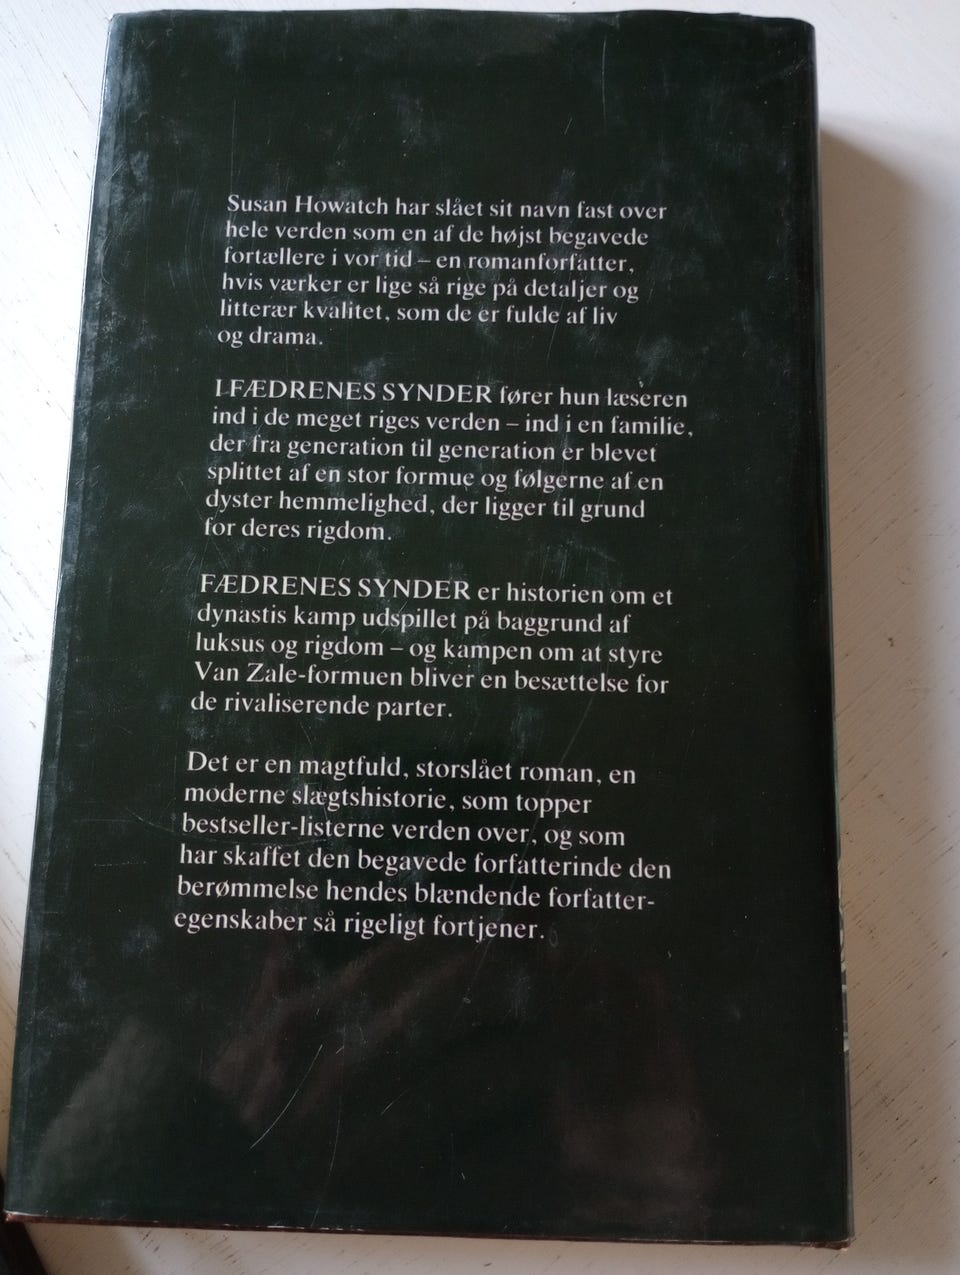 Susan Howatch har slået sit navn fast over
hele verden som en af de højst begavede
fortællere i vor tid – en romanforfatter,
hvis værker er lige så rige på detaljer og
litterær kvalitet, som de er fulde af liv
og drama.
I FÆDRENES SYNDER fører hun læseren
ind i de meget riges verden – ind i en familie,
der fra generation til generation er blevet
splittet af en stor formue og følgerne af en
dyster hemmelighed, der ligger til grund
for deres rigdom.
FÆDRENES SYNDER er historien om et
dynastis kamp udspillet på baggrund af
luksus og rigdom – og kampen om at styre
Van Zale-formuen bliver en besættelse for
de rivaliserende parter.
Det er en magtfuld, storslået roman, en
moderne slægtshistorie, som topper
bestseller-listerne verden over, og som
har skaffet den begavede forfatterinde den
berømmelse hendes blændende forfatter-
egenskaber så rigeligt fortjener.